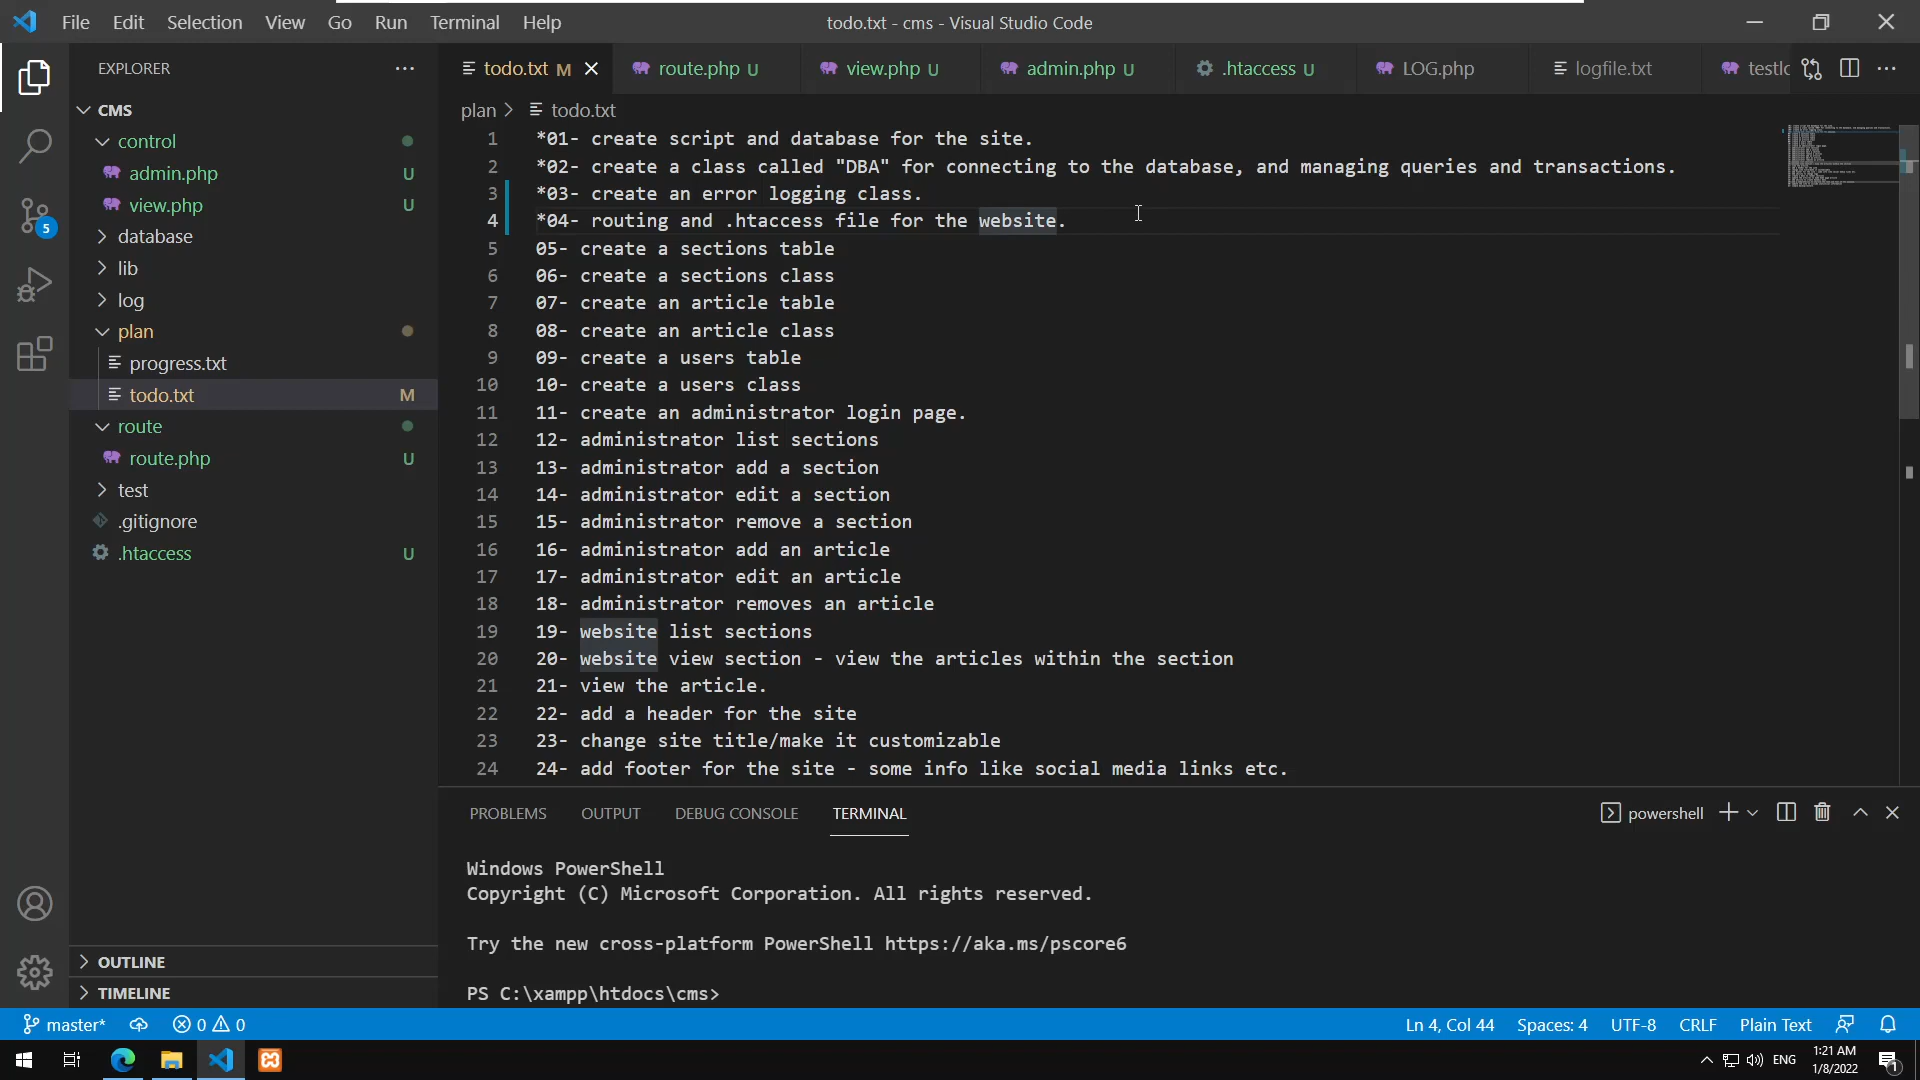 File Edit Selection View Go Run Terminal Help
todo.txt - cms - Visual Studio Code
EXPLORER
CMS
control
admin.php U
view.php U
database
lib
log
plan
progress.txt
todo.txt M
route
route.php U
test
.gitignore
.htaccess U
OUTLINE
TIMELINE
5
todo.txt M
route.php U
view.php U
admin.php U
.htaccess U
LOG.php
logfile.txt
plan > todo.txt
1 *01- create script and database for the site.
2 *02- create a class called "DBA" for connecting to the database, and managing queries and transactions.
3 *03- create an error logging class.
4 *04- routing and .htaccess file for the website.
5 05- create a sections table
6 06- create a sections class
7 07- create an article table
8 08- create an article class
9 09- create a users table
10 10- create a users class
11 11- create an administrator login page.
12 12- administrator list sections
13 13- administrator add a section
14 14- administrator edit a section
15 15- administrator remove a section
16 16- administrator add an article
17 17- administrator edit an article
18 18- administrator removes an article
19 19- website list sections
20 20- website view section - view the articles within the section
21 21- view the article.
22 22- add a header for the site
23 23- change site title/make it customizable
24 24- add footer for the site - some info like social media links etc.
PROBLEMS OUTPUT DEBUG CONSOLE TERMINAL
powershell
Windows PowerShell
Copyright (C) Microsoft Corporation. All rights reserved.
Try the new cross-platform PowerShell https://aka.ms/pscore6
PS C:\xampp\htdocs\cms>
master* 0 0
Ln 4, Col 44 Spaces: 4 UTF-8 CRLF Plain Text
ENG
1:21 AM
1/8/2022
1